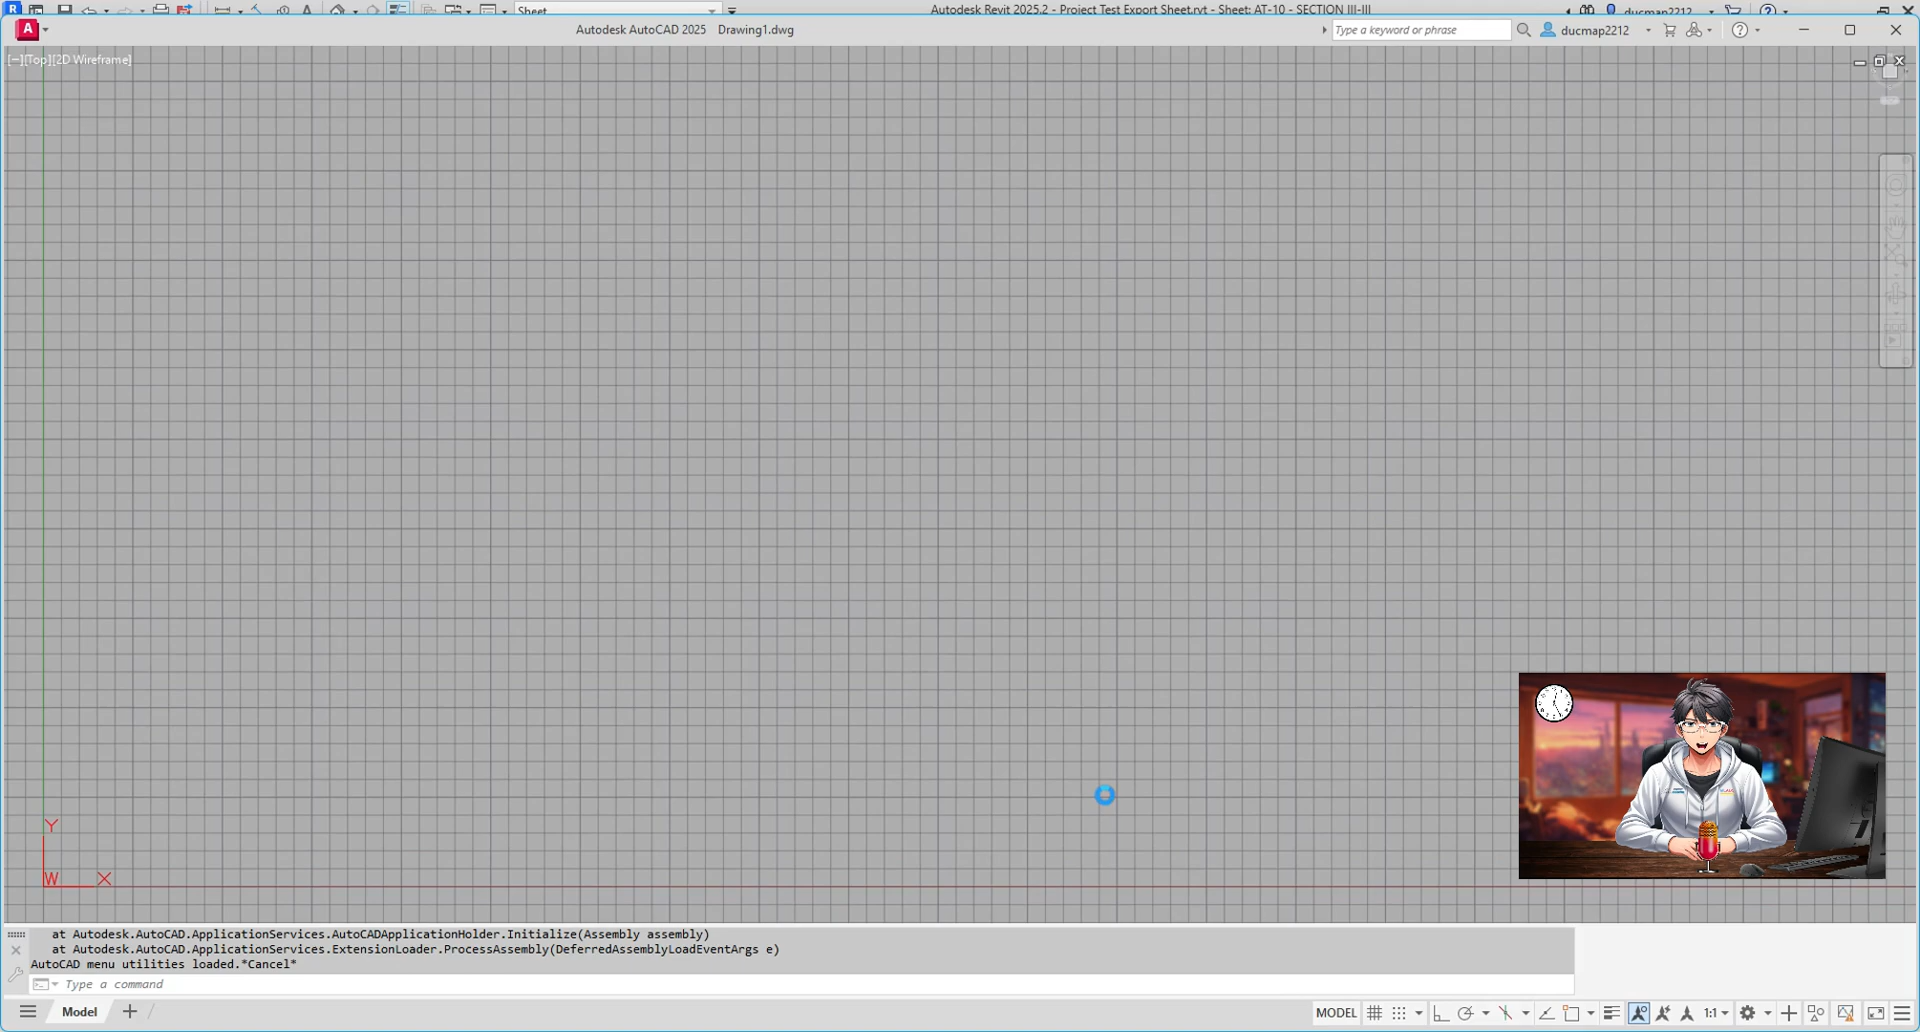 Sheet
Autodesk Revit 2025.2 - Project Test Export Sheet.rvt - Sheet: AT-10 - SECTION III-III
ducmap2212
Autodesk AutoCAD 2025 Drawing1.dwg
Type a keyword or phrase
ducmap2212
[−][Top][2D Wireframe]
Y
W X
at Autodesk.AutoCAD.ApplicationServices.AutoCADApplicationHolder.Initialize(Assembly assembly)
at Autodesk.AutoCAD.ApplicationServices.ExtensionLoader.ProcessAssembly(DeferredAssemblyLoadEventArgs e)
AutoCAD menu utilities loaded.*Cancel*
Type a command
Model
MODEL
1:1